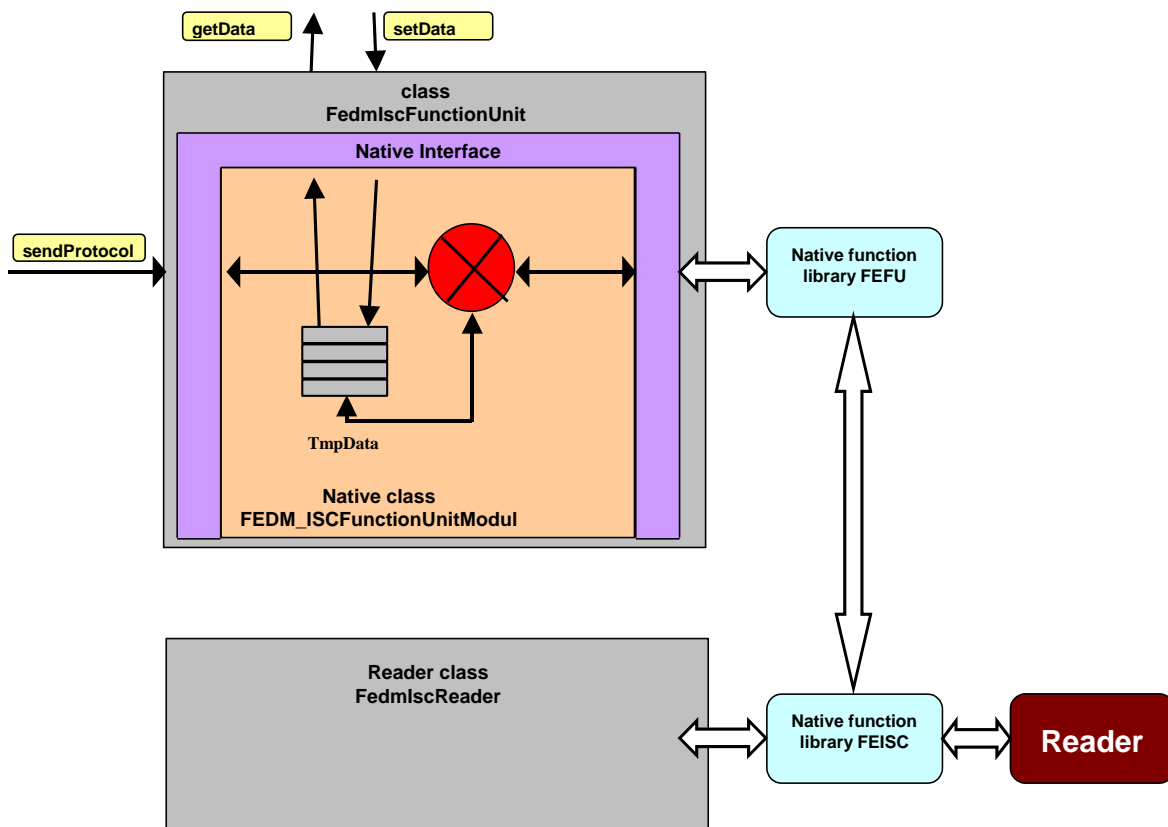 getData
setData
class
FedmIscFunctionUnit
Native Interface
sendProtocol
Native function
library FEFU
TmpData
Native class
FEDM_ISCFunctionUnitModul
Reader class
FedmIscReader
Native function
library FEISC
Reader